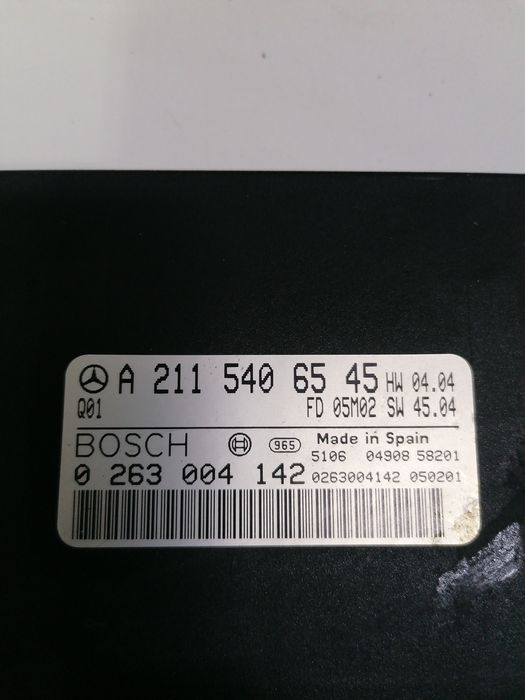 A 211 540 65 45 HW 04.04
Q01 FD 05M02 SW 45.04
BOSCH 965 Made in Spain
5106 04908 58201
0 263 004 142 0263004142 050201